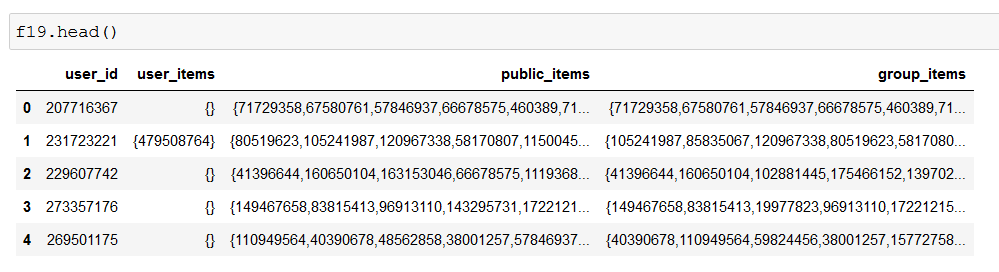 f19.head()
user_id user_items public_items group_items
0 207716367 {} {71729358,67580761,57846937,66678575,460389,71... {71729358,67580761,57846937,66678575,460389,71...
1 231723221 {479508764} {80519623,105241987,120967338,58170807,1150045... {105241987,85835067,120967338,80519623,5817080...
2 229607742 {} {41396644,160650104,163153046,66678575,1119368... {41396644,160650104,102881445,175466152,139702...
3 273357176 {} {149467658,83815413,96913110,143295731,1722121... {149467658,83815413,19977823,96913110,17221215...
4 269501175 {} {110949564,40390678,48562858,38001257,57846937... {40390678,110949564,59824456,38001257,15772758...